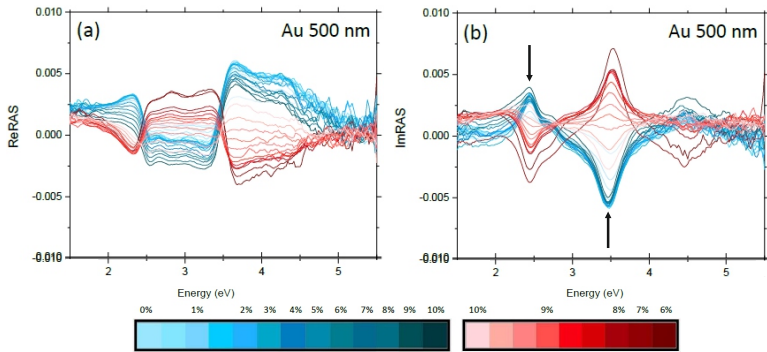 (a) Au 500 nm
0.010
0.005
0.000
-0.005
-0.010
ReRAS
2 3 4 5
Energy (eV)
(b) Au 500 nm
0.010
0.005
0.000
-0.005
-0.010
ImRAS
2 3 4 5
Energy (eV)
0% 1% 2% 3% 4% 5% 6% 7% 8% 9% 10%
10% 9% 8% 7% 6%